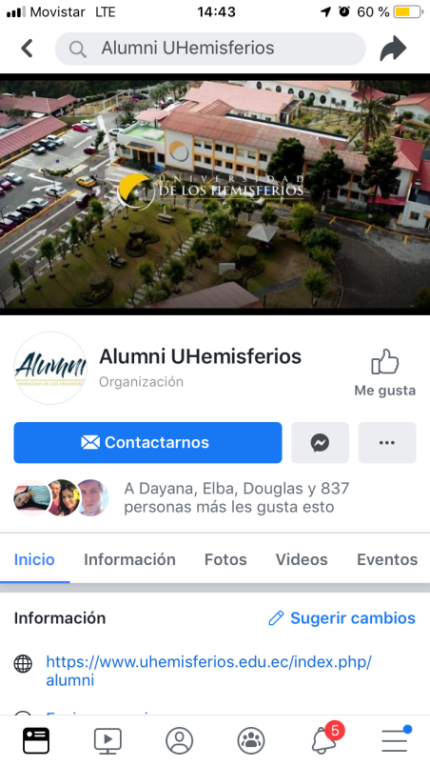 Movistar LTE 14:43 60 %
Alumni UHemisferios
UNIVERSIDAD
DE LOS HEMISFERIOS
Alumni
Alumni UHemisferios
Organización
Me gusta
Contactarnos
A Dayana, Elba, Douglas y 837
personas más les gusta esto
Inicio Información Fotos Videos Eventos
Información Sugerir cambios
https://www.uhemisferios.edu.ec/index.php/
alumni
5